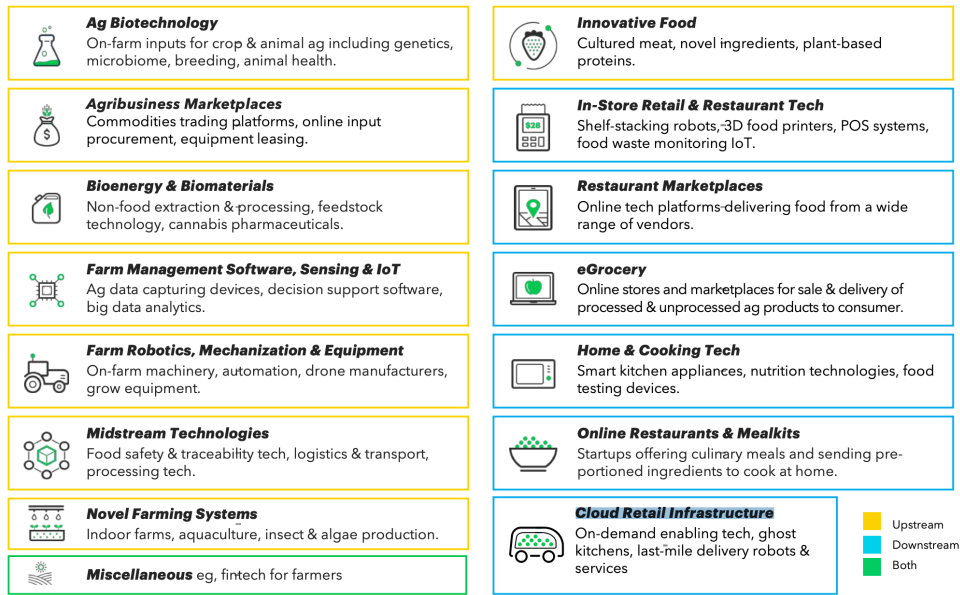 Ag Biotechnology
On-farm inputs for crop & animal ag including genetics,
microbiome, breeding, animal health.
Agribusiness Marketplaces
Commodities trading platforms, online input
procurement, equipment leasing.
$
Bioenergy & Biomaterials
Non-food extraction & processing, feedstock
technology, cannabis pharmaceuticals.
Farm Management Software, Sensing & IoT
Ag data capturing devices, decision support software,
big data analytics.
Farm Robotics, Mechanization & Equipment
On-farm machinery, automation, drone manufacturers,
grow equipment.
Midstream Technologies
Food safety & traceability tech, logistics & transport,
processing tech.
Novel Farming Systems
Indoor farms, aquaculture, insect & algae production.
Miscellaneous eg, fintech for farmers
Innovative Food
Cultured meat, novel ingredients, plant-based
proteins.
In-Store Retail & Restaurant Tech
Shelf-stacking robots, 3D food printers, POS systems,
food waste monitoring IoT.
$28
Restaurant Marketplaces
Online tech platforms delivering food from a wide
range of vendors.
eGrocery
Online stores and marketplaces for sale & delivery of
processed & unprocessed ag products to consumer.
Home & Cooking Tech
Smart kitchen appliances, nutrition technologies, food
testing devices.
Online Restaurants & Mealkits
Startups offering culinary meals and sending pre-
portioned ingredients to cook at home.
Cloud Retail Infrastructure
On-demand enabling tech, ghost
kitchens, last-mile delivery robots &
services
Upstream
Downstream
Both